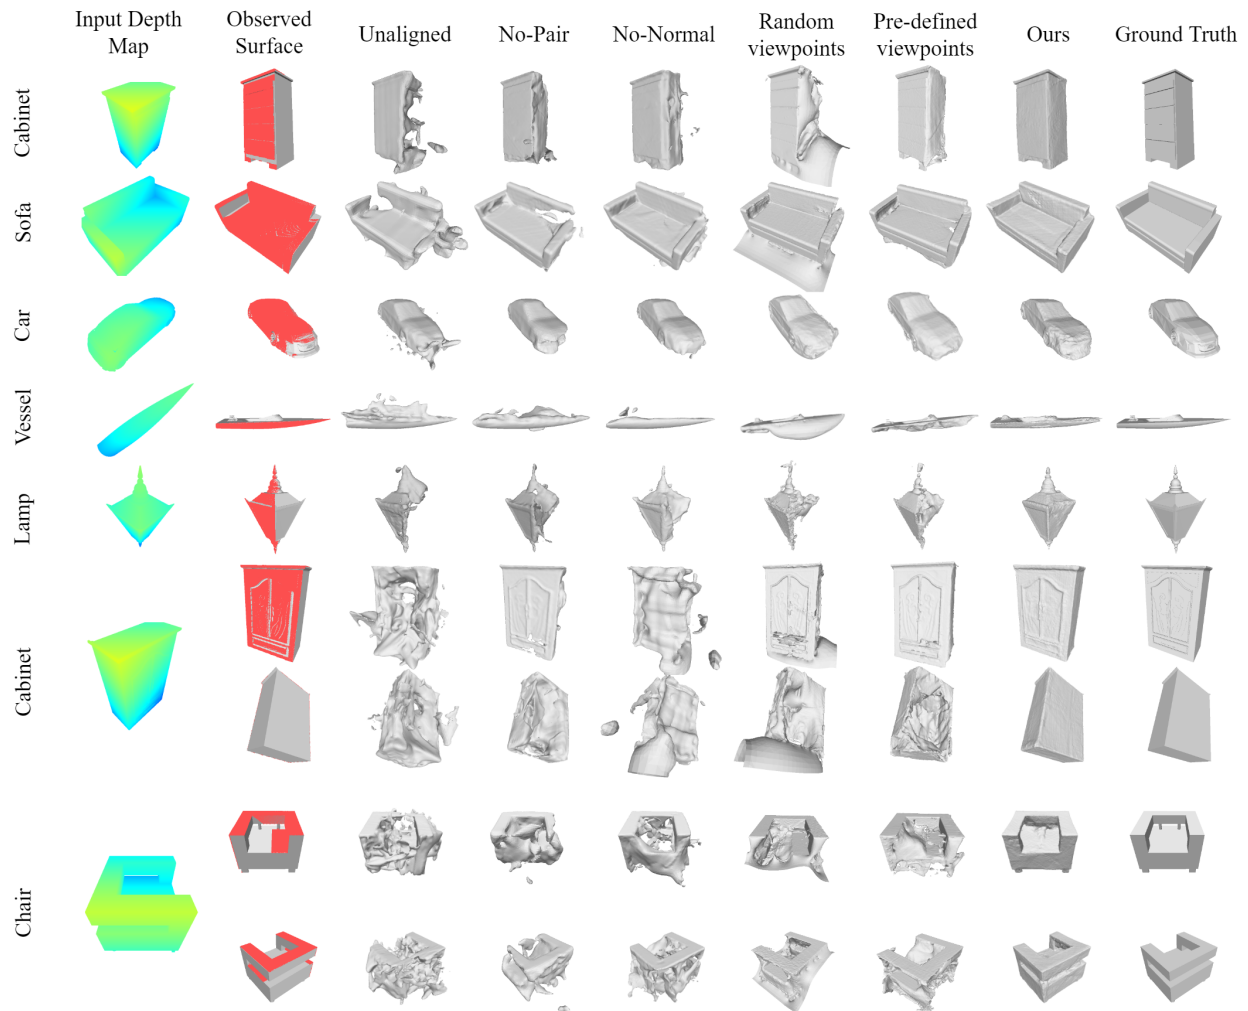 Input Depth
Map
Observed
Surface
Unaligned
No-Pair
No-Normal
Random
viewpoints
Pre-defined
viewpoints
Ours
Ground Truth
Cabinet
Sofa
Car
Vessel
Lamp
Cabinet
Chair